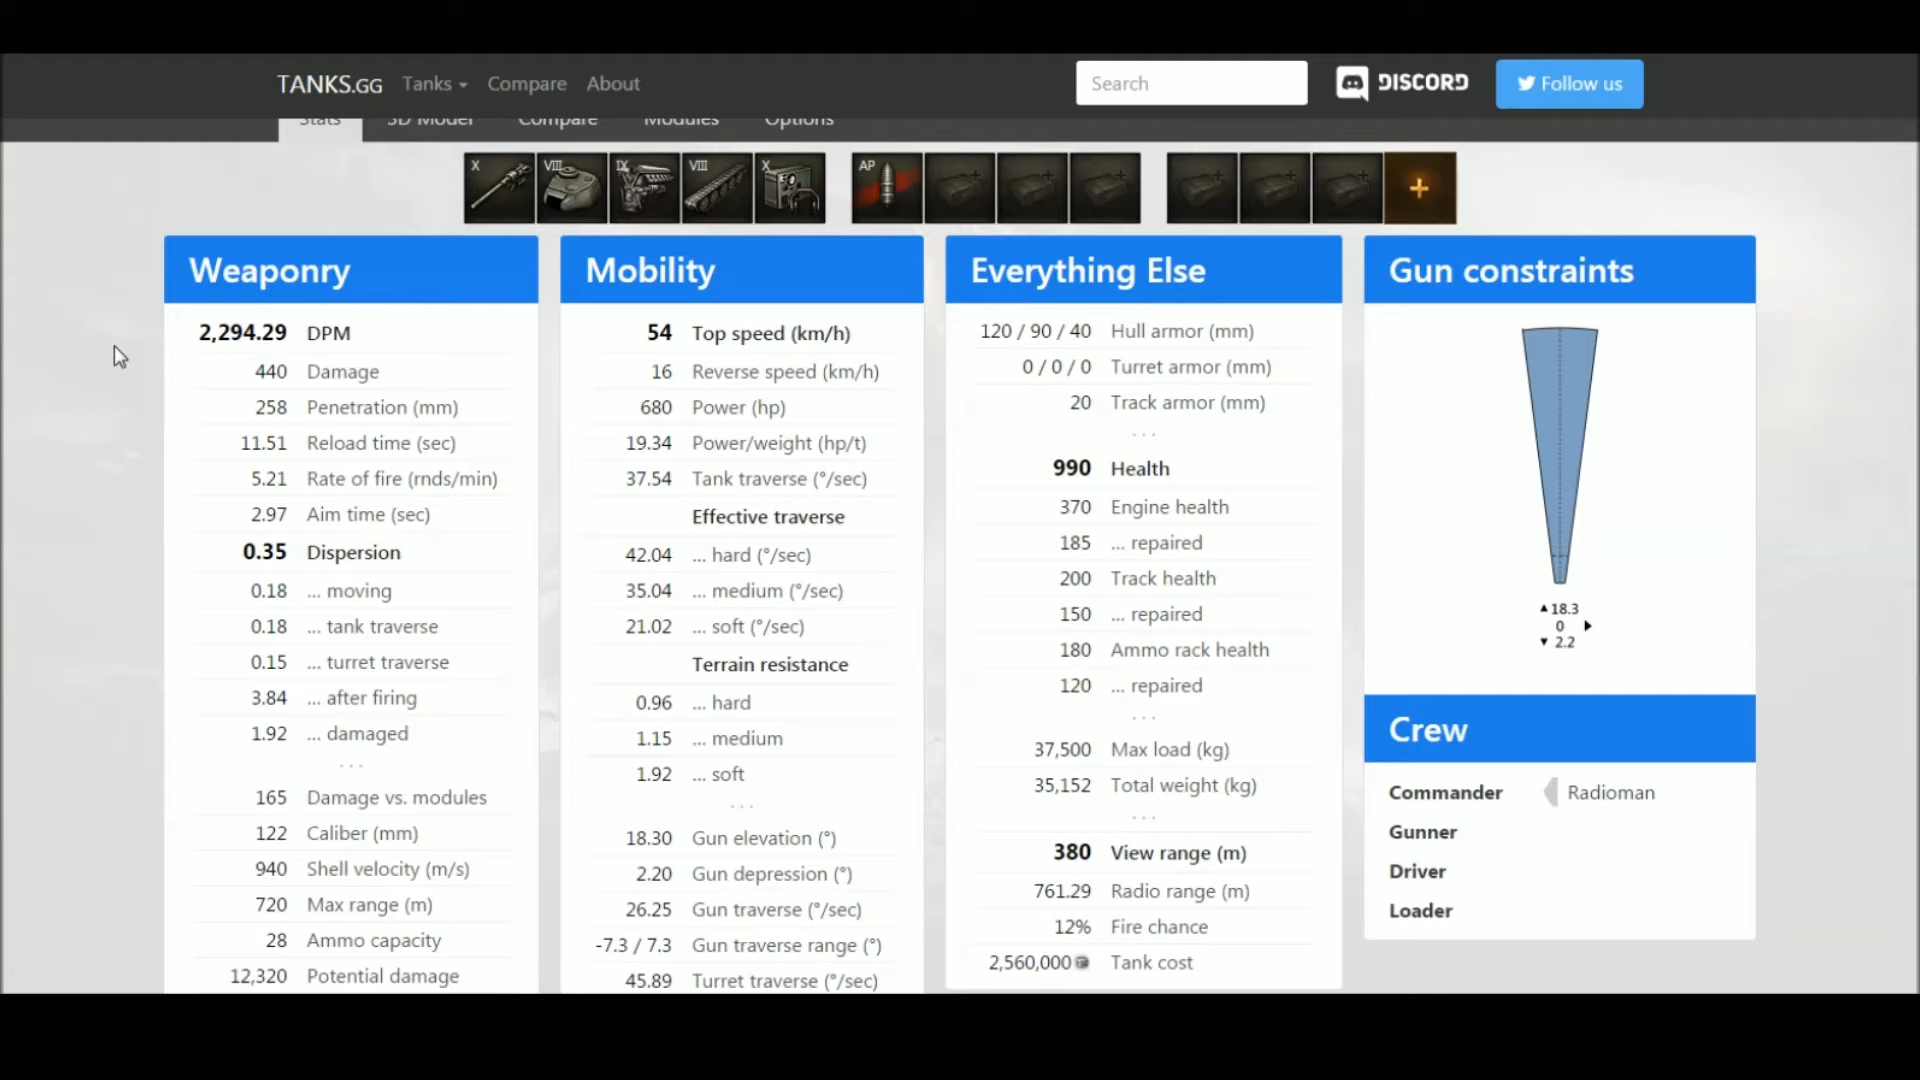 TANKS.GG Tanks Compare About Search DISCORD Follow us
Stats 3D Model Compare Modules Options
X VIII IX VIII X AP
Weaponry
2,294.29 DPM
440 Damage
258 Penetration (mm)
11.51 Reload time (sec)
5.21 Rate of fire (rnds/min)
2.97 Aim time (sec)
0.35 Dispersion
0.18 ... moving
0.18 ... tank traverse
0.15 ... turret traverse
3.84 ... after firing
1.92 ... damaged
...
165 Damage vs. modules
122 Caliber (mm)
940 Shell velocity (m/s)
720 Max range (m)
28 Ammo capacity
12,320 Potential damage
Mobility
54 Top speed (km/h)
16 Reverse speed (km/h)
680 Power (hp)
19.34 Power/weight (hp/t)
37.54 Tank traverse (°/sec)
Effective traverse
42.04 ... hard (°/sec)
35.04 ... medium (°/sec)
21.02 ... soft (°/sec)
Terrain resistance
0.96 ... hard
1.15 ... medium
1.92 ... soft
...
18.30 Gun elevation (°)
2.20 Gun depression (°)
26.25 Gun traverse (°/sec)
-7.3 / 7.3 Gun traverse range (°)
45.89 Turret traverse (°/sec)
Everything Else
120 / 90 / 40 Hull armor (mm)
0 / 0 / 0 Turret armor (mm)
20 Track armor (mm)
...
990 Health
370 Engine health
185 ... repaired
200 Track health
150 ... repaired
180 Ammo rack health
120 ... repaired
...
37,500 Max load (kg)
35,152 Total weight (kg)
...
380 View range (m)
761.29 Radio range (m)
12% Fire chance
2,560,000 Tank cost
Gun constraints
▲ 18.3
0 ▶
▼ 2.2
Crew
Commander Radioman
Gunner
Driver
Loader